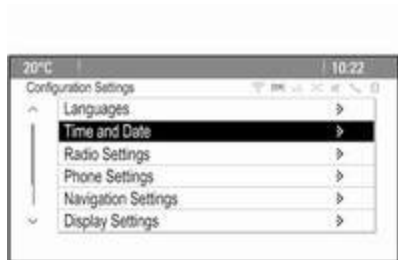 20°C 10:22
Configuration Settings
Languages
Time and Date
Radio Settings
Phone Settings
Navigation Settings
Display Settings